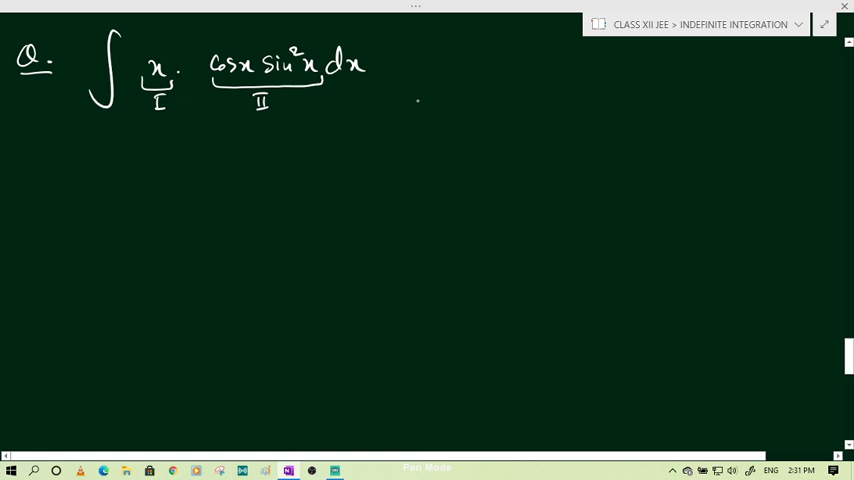 ...
CLASS XII JEE > INDEFINITE INTEGRATION
Q. ∫ x . cosx sin²x dx
I II
Pen Mode
ENG 2:31 PM